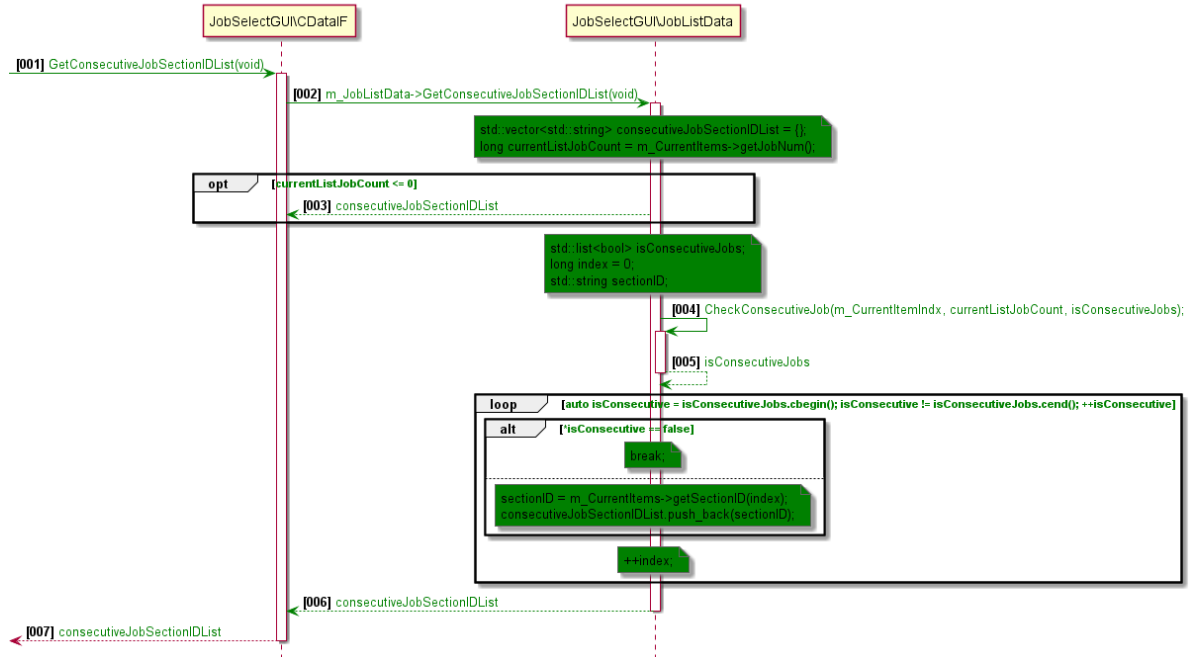 JobSelectGUI\CDataIF
JobSelectGUI\JobListData
[001] GetConsecutiveJobSectionIDList(void)
[002] m_JobListData->GetConsecutiveJobSectionIDList(void)
std::vector<std::string> consecutiveJobSectionIDList = {};
long currentListJobCount = m_CurrentItems->getJobNum();
opt [currentListJobCount <= 0]
[003] consecutiveJobSectionIDList
std::list<bool> isConsecutiveJobs;
long index = 0;
std::string sectionID;
[004] CheckConsecutiveJob(m_CurrentItemIndx, currentListJobCount, isConsecutiveJobs);
[005] isConsecutiveJobs
loop [auto isConsecutive = isConsecutiveJobs.cbegin(); isConsecutive != isConsecutiveJobs.cend(); ++isConsecutive]
alt [*isConsecutive == false]
break;
sectionID = m_CurrentItems->getSectionID(index);
consecutiveJobSectionIDList.push_back(sectionID);
++index;
[006] consecutiveJobSectionIDList
[007] consecutiveJobSectionIDList